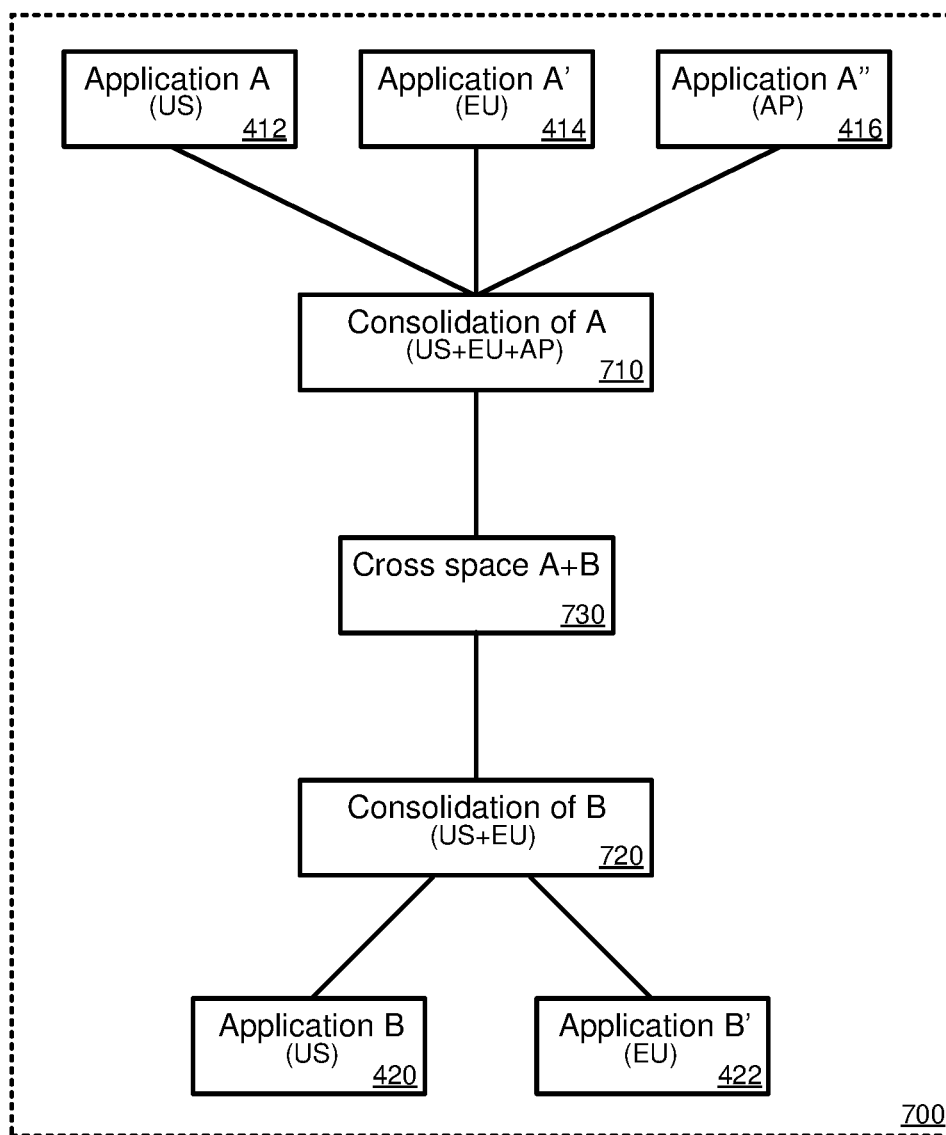 Application A
(US)
412
Application A’
(EU)
414
Application A’’
(AP)
416
Consolidation of A
(US+EU+AP)
710
Cross space A+B
730
Consolidation of B
(US+EU)
720
Application B
(US)
420
Application B’
(EU)
422
700